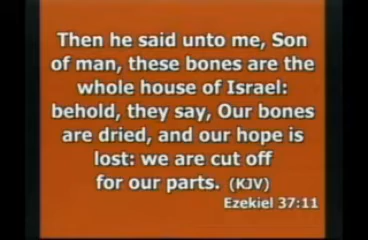 Then he said unto me, Son
of man, these bones are the
whole house of Israel:
behold, they say, Our bones
are dried, and our hope is
lost: we are cut off
for our parts. (KJV)
Ezekiel 37:11